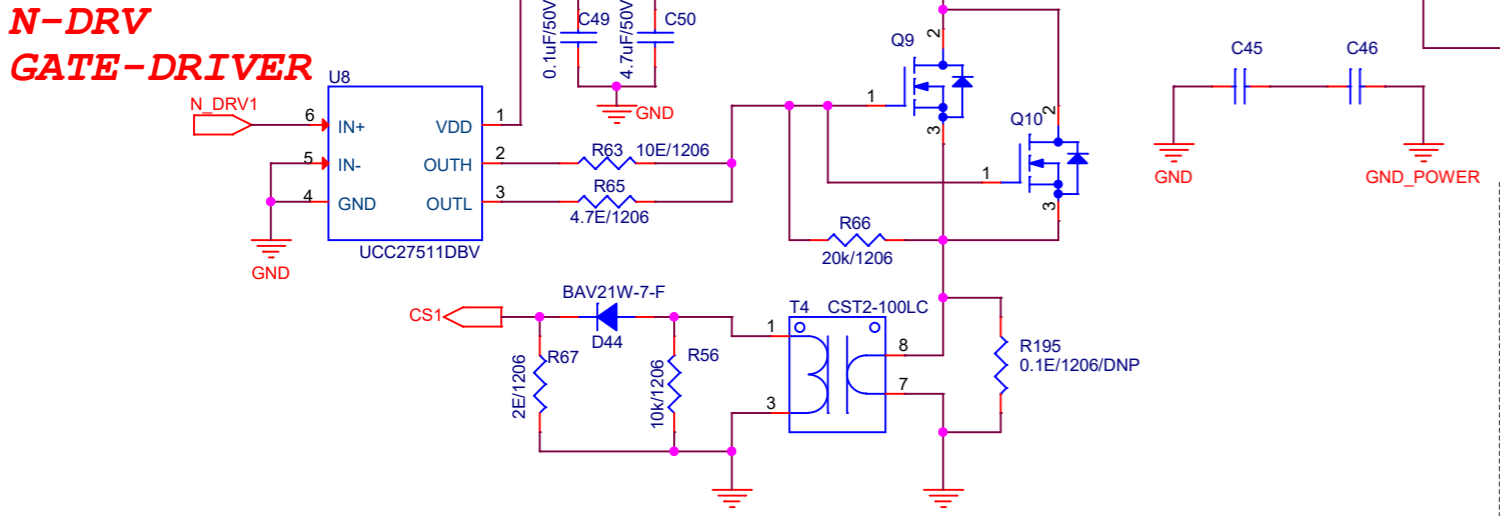 N-DRV
GATE-DRIVER
N_DRV1
U8
6
IN+
5
IN-
4
GND
VDD
1
OUTH
2
OUTL
3
UCC27511DBV
GND
0.1uF/50V
C49
4.7uF/50V
C50
GND
R63
10E/1206
R65
4.7E/1206
Q9
1
2
3
Q10
1
2
3
R66
20k/1206
C45
C46
GND
GND_POWER
CS1
BAV21W-7-F
D44
R67
2E/1206
R56
10k/1206
T4
CST2-100LC
1
3
8
7
R195
0.1E/1206/DNP